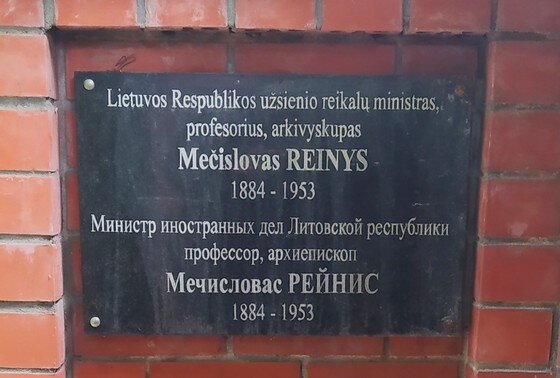 Lietuvos Respublikos užsienio reikalų ministras,
profesorius, arkivyskupas
Mečislovas REINYS
1884 - 1953
Министр иностранных дел Литовской республики
профессор, архиепископ
Мечисловас РЕЙНИС
1884 - 1953